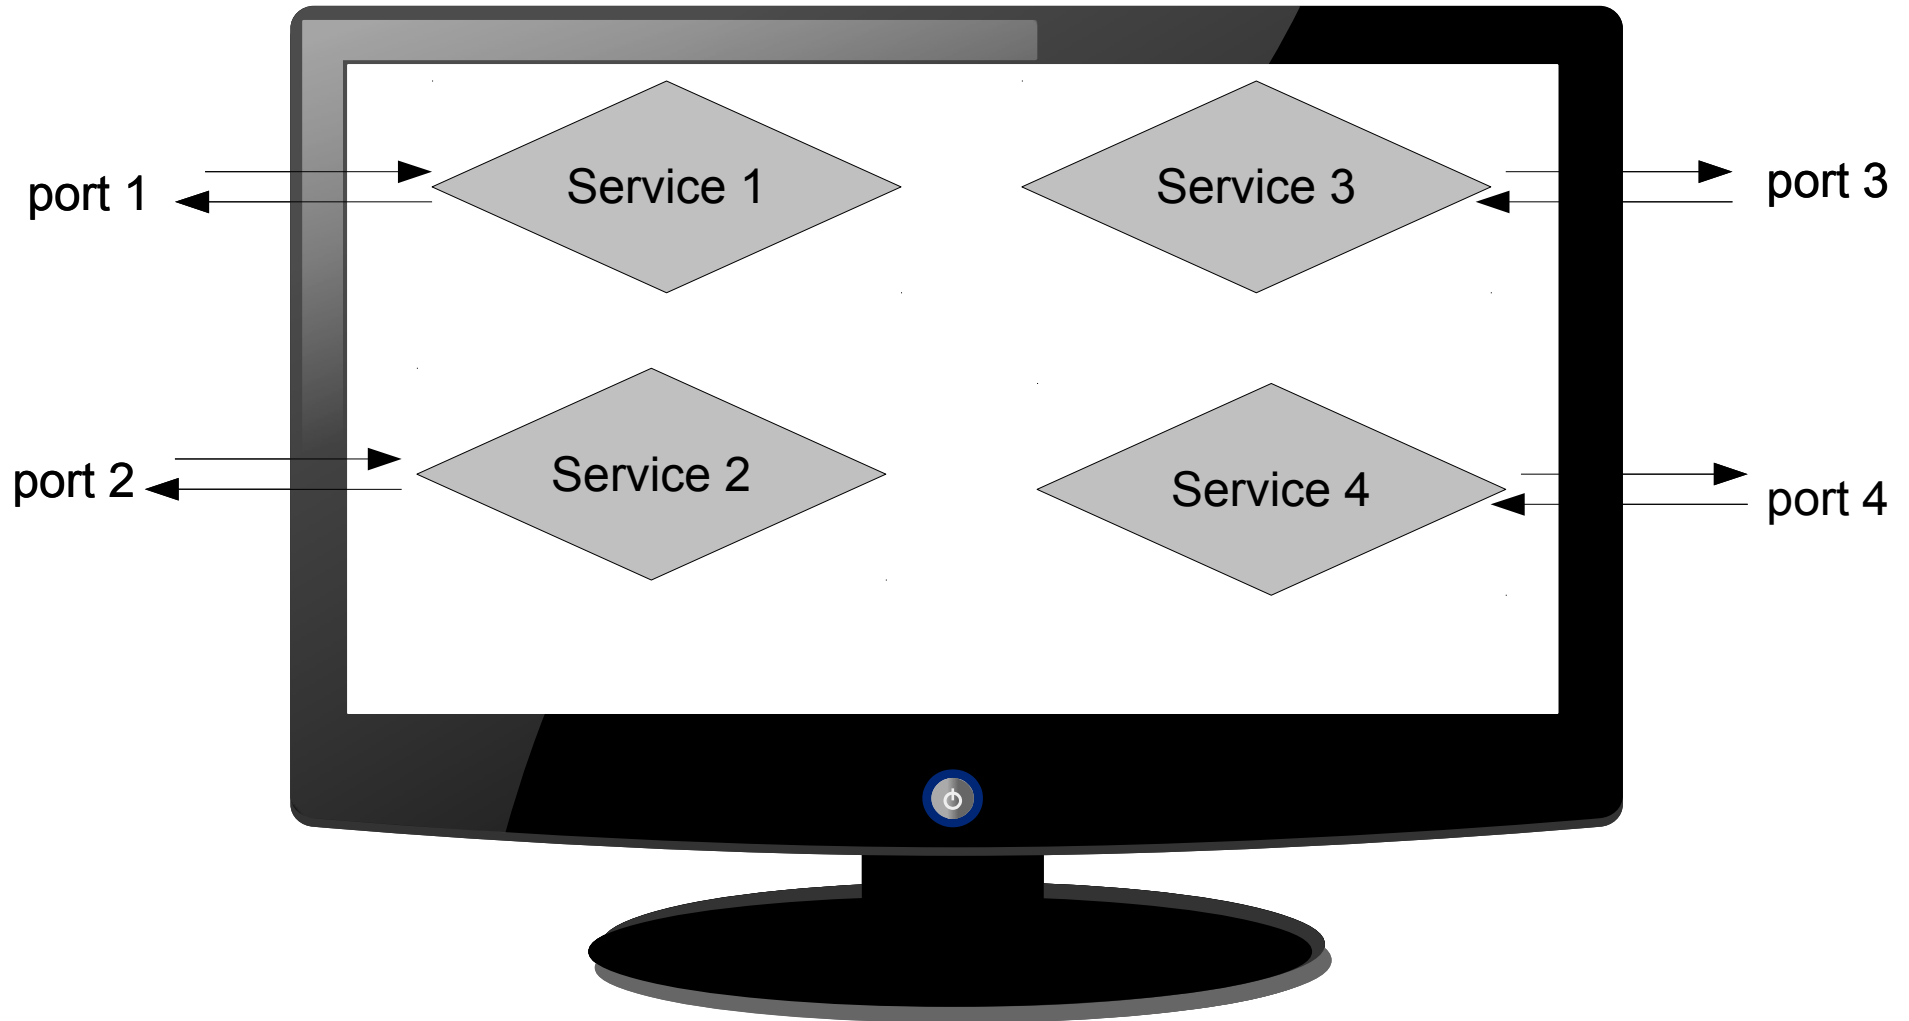 port 1
Service 1
Service 3
port 3
port 2
Service 2
Service 4
port 4